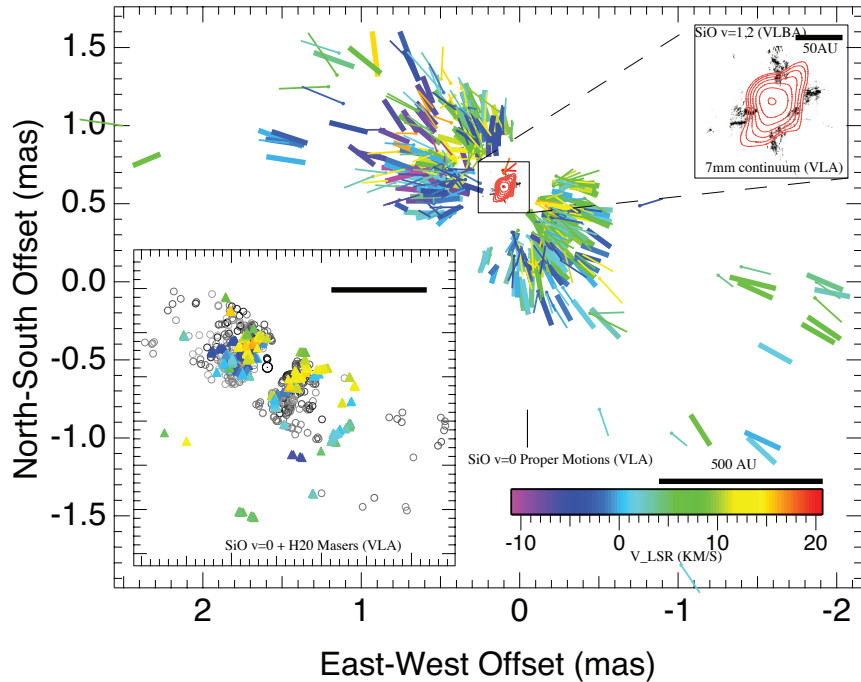 SiO v=1,2 (VLBA)
50AU
7mm continuum (VLA)
1.5
1.0
0.5
0.0
-0.5
-1.0
-1.5
North-South Offset (mas)
SiO v=0 + H20 Masers (VLA)
SiO v=0 Proper Motions (VLA)
500 AU
-10
0
10
20
V_LSR (KM/S)
2
1
0
-1
-2
East-West Offset (mas)